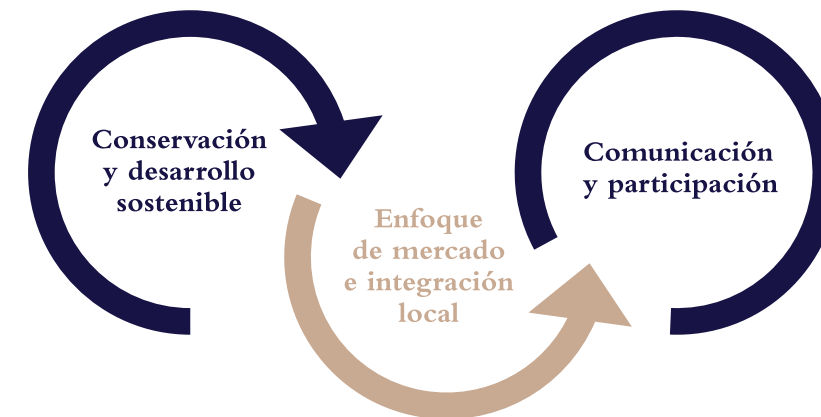 Conservación
y desarrollo
sostenible
Enfoque
de mercado
e integración
local
Comunicación
y participación